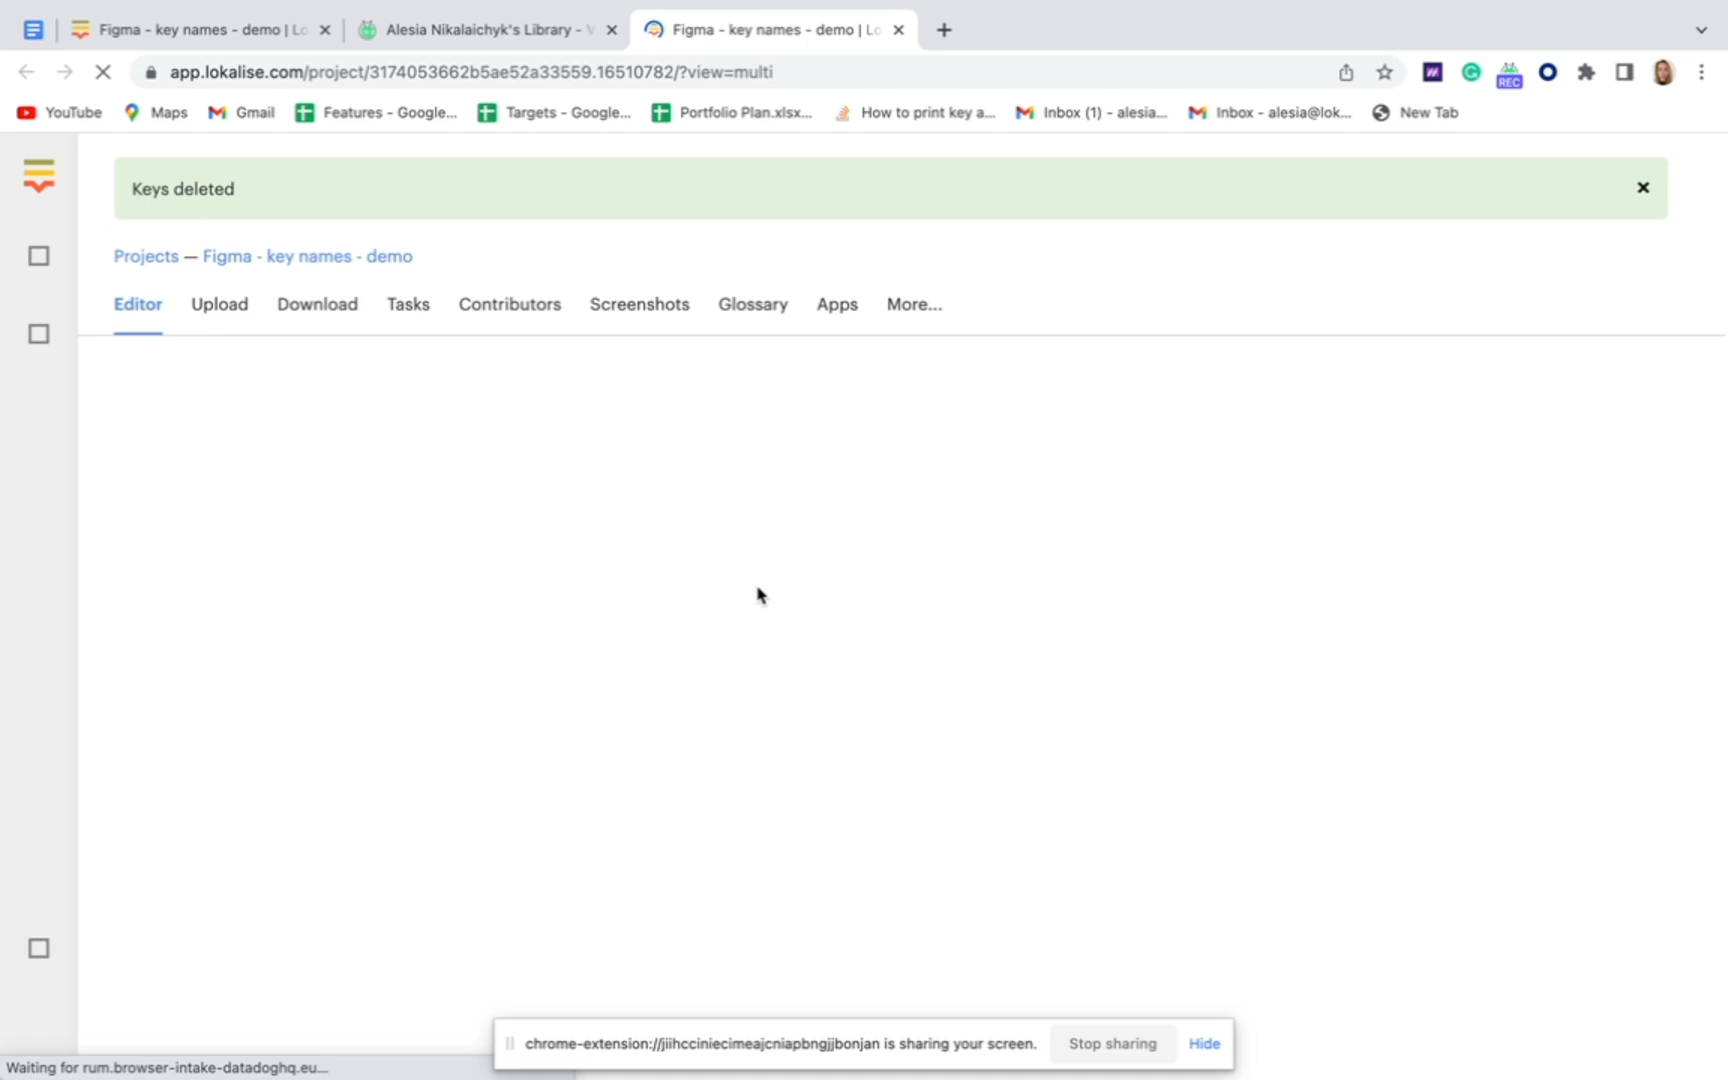 Figma - key names - demo | Lo
Alesia Nikalaichyk's Library - V
Figma - key names - demo | Lo
app.lokalise.com/project/3174053662b5ae52a33559.16510782/?view=multi
REC
YouTube
Maps
Gmail
Features - Google...
Targets - Google...
Portfolio Plan.xlsx...
How to print key a...
Inbox (1) - alesia...
Inbox - alesia@lok...
New Tab
Keys deleted
Projects — Figma - key names - demo
Editor
Upload
Download
Tasks
Contributors
Screenshots
Glossary
Apps
More...
chrome-extension://jiihcciniecimeajcniapbngjjbonjan is sharing your screen.
Stop sharing
Hide
Waiting for rum.browser-intake-datadoghq.eu...